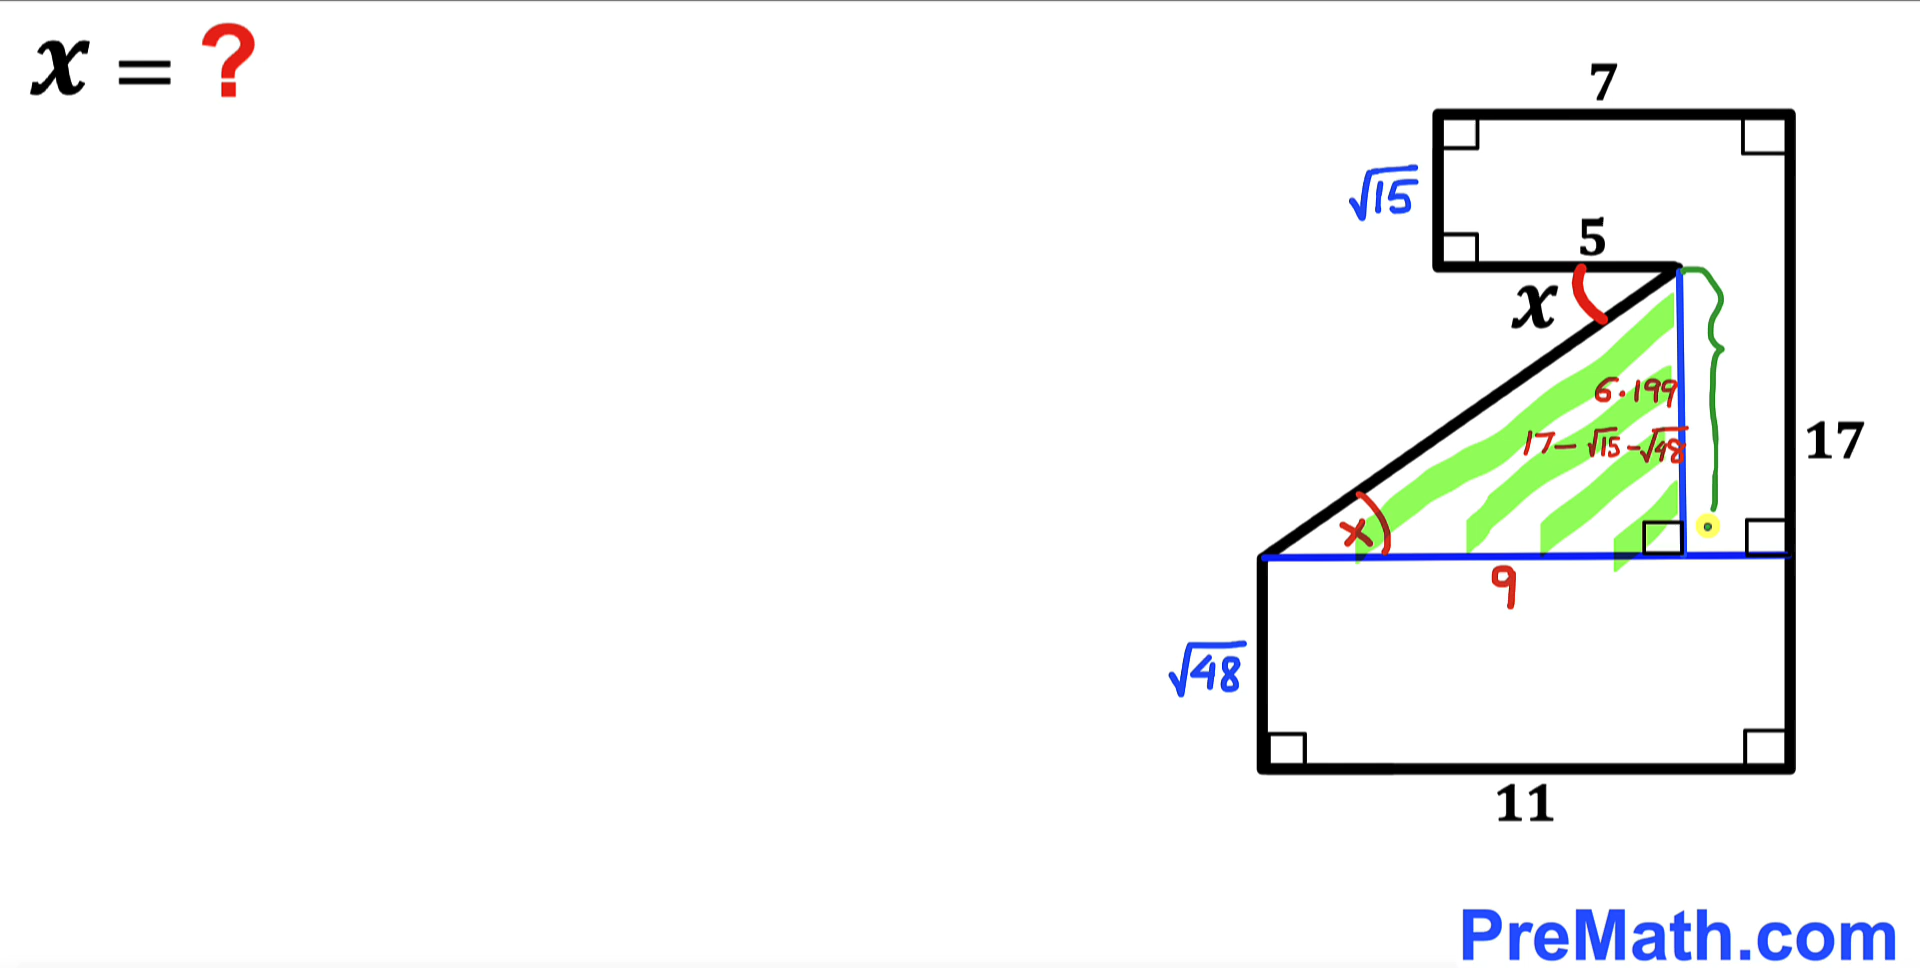 x = ?
7
√15
5
x
6.199
17-√15-√48
17
x
9
√48
11
PreMath.com